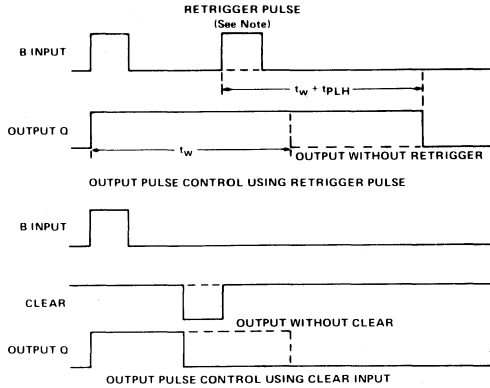 RETRIGGER PULSE
(See Note)
B INPUT
tw + tPLH
OUTPUT Q
tw
OUTPUT WITHOUT RETRIGGER
OUTPUT PULSE CONTROL USING RETRIGGER PULSE
B INPUT
CLEAR
OUTPUT WITHOUT CLEAR
OUTPUT Q
OUTPUT PULSE CONTROL USING CLEAR INPUT